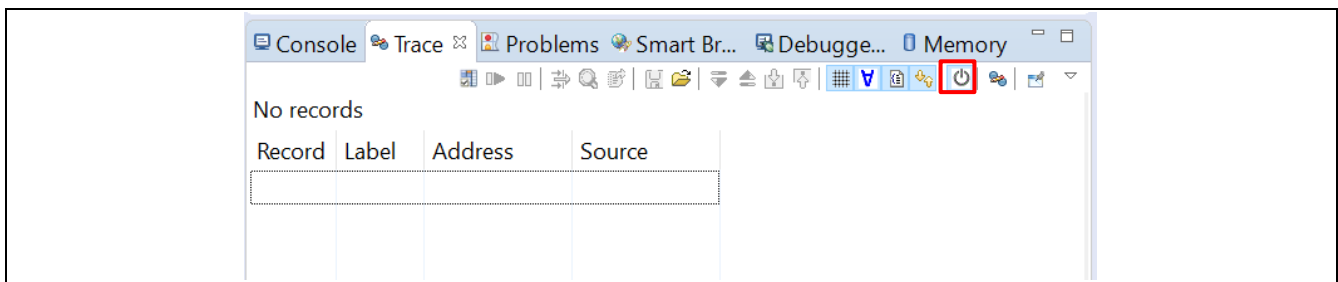 Console Trace Problems Smart Br... Debugge... Memory
No records
Record Label Address Source